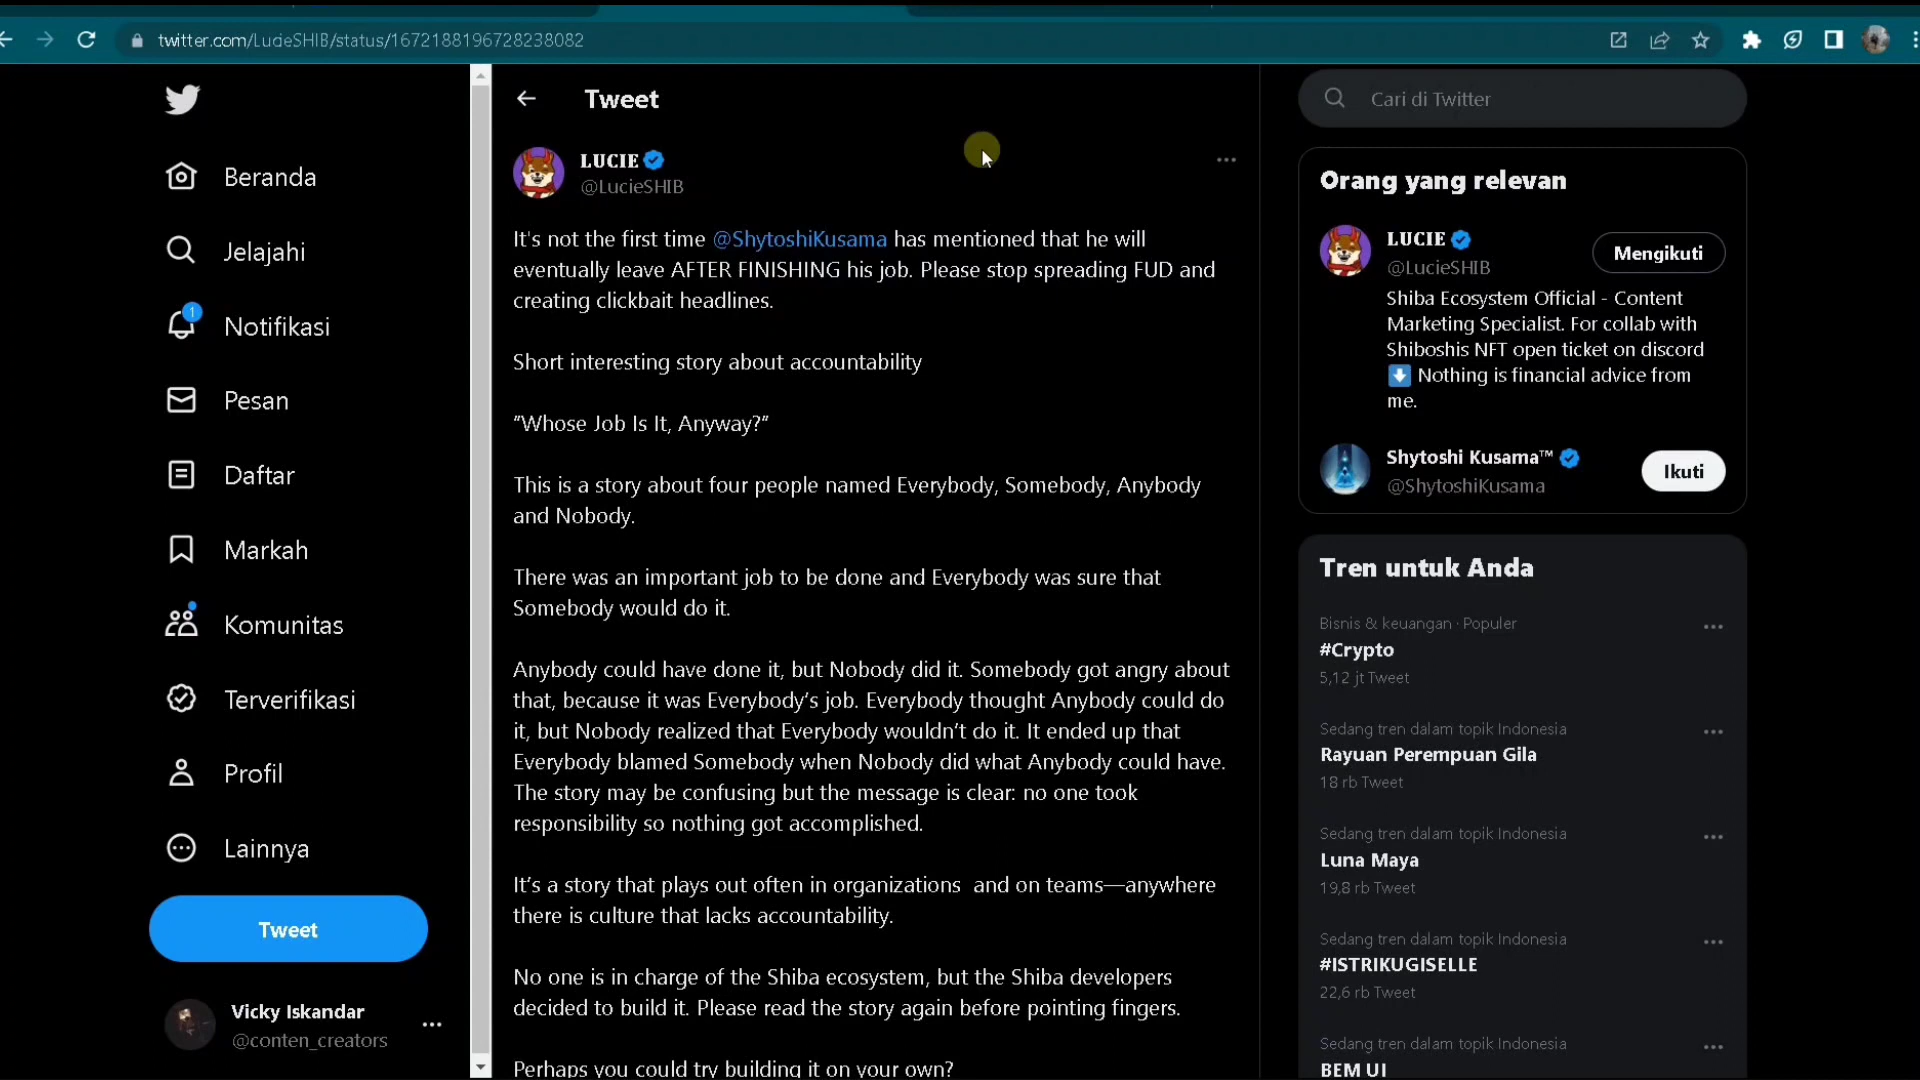 twitter.com/LucieSHIB/status/1672188196728238082
Beranda
Jelajahi
1
Notifikasi
Pesan
Daftar
Markah
Komunitas
Terverifikasi
Profil
Lainnya
Tweet
Vicky Iskandar
@conten_creators
Tweet
LUCIE
@LucieSHIB
It's not the first time @ShytoshiKusama has mentioned that he will
eventually leave AFTER FINISHING his job. Please stop spreading FUD and
creating clickbait headlines.
Short interesting story about accountability
“Whose Job Is It, Anyway?”
This is a story about four people named Everybody, Somebody, Anybody
and Nobody.
There was an important job to be done and Everybody was sure that
Somebody would do it.
Anybody could have done it, but Nobody did it. Somebody got angry about
that, because it was Everybody’s job. Everybody thought Anybody could do
it, but Nobody realized that Everybody wouldn’t do it. It ended up that
Everybody blamed Somebody when Nobody did what Anybody could have.
The story may be confusing but the message is clear: no one took
responsibility so nothing got accomplished.
It’s a story that plays out often in organizations  and on teams—anywhere
there is culture that lacks accountability.
No one is in charge of the Shiba ecosystem, but the Shiba developers
decided to build it. Please read the story again before pointing fingers.
Perhaps you could try building it on your own?
Cari di Twitter
Orang yang relevan
LUCIE
@LucieSHIB
Mengikuti
Shiba Ecosystem Official - Content
Marketing Specialist. For collab with
Shiboshis NFT open ticket on discord
⬇️ Nothing is financial advice from
me.
Shytoshi Kusama™
@ShytoshiKusama
Ikuti
Tren untuk Anda
Bisnis & keuangan · Populer
#Crypto
5,12 jt Tweet
Sedang tren dalam topik Indonesia
Rayuan Perempuan Gila
18 rb Tweet
Sedang tren dalam topik Indonesia
Luna Maya
19,8 rb Tweet
Sedang tren dalam topik Indonesia
#ISTRIKUGISELLE
22,6 rb Tweet
Sedang tren dalam topik Indonesia
BEM UI